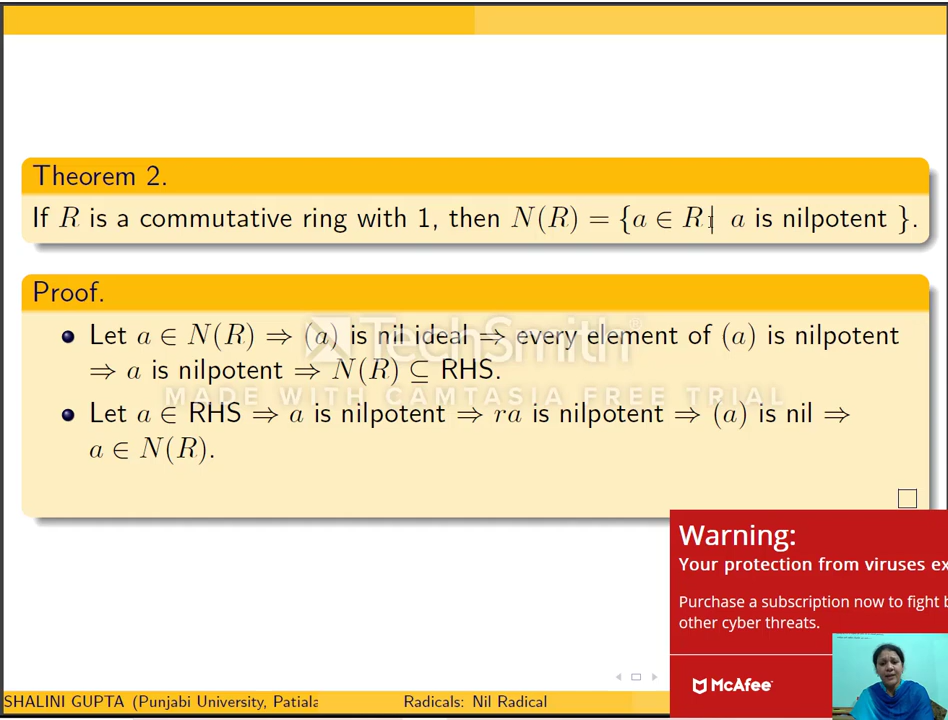 Theorem 2.
If R is a commutative ring with 1, then N(R) = {a ∈ R | a is nilpotent }.
Proof.
Let a ∈ N(R) ⇒ (a) is nil ideal ⇒ every element of (a) is nilpotent
⇒ a is nilpotent ⇒ N(R) ⊆ RHS.
TechSmith®
MADE WITH CAMTASIA FREE TRIAL
Let a ∈ RHS ⇒ a is nilpotent ⇒ ra is nilpotent ⇒ (a) is nil ⇒
a ∈ N(R).
Warning:
Your protection from viruses ex
Purchase a subscription now to fight b
other cyber threats.
McAfee
SHALINI GUPTA (Punjabi University, Patiala
Radicals: Nil Radical